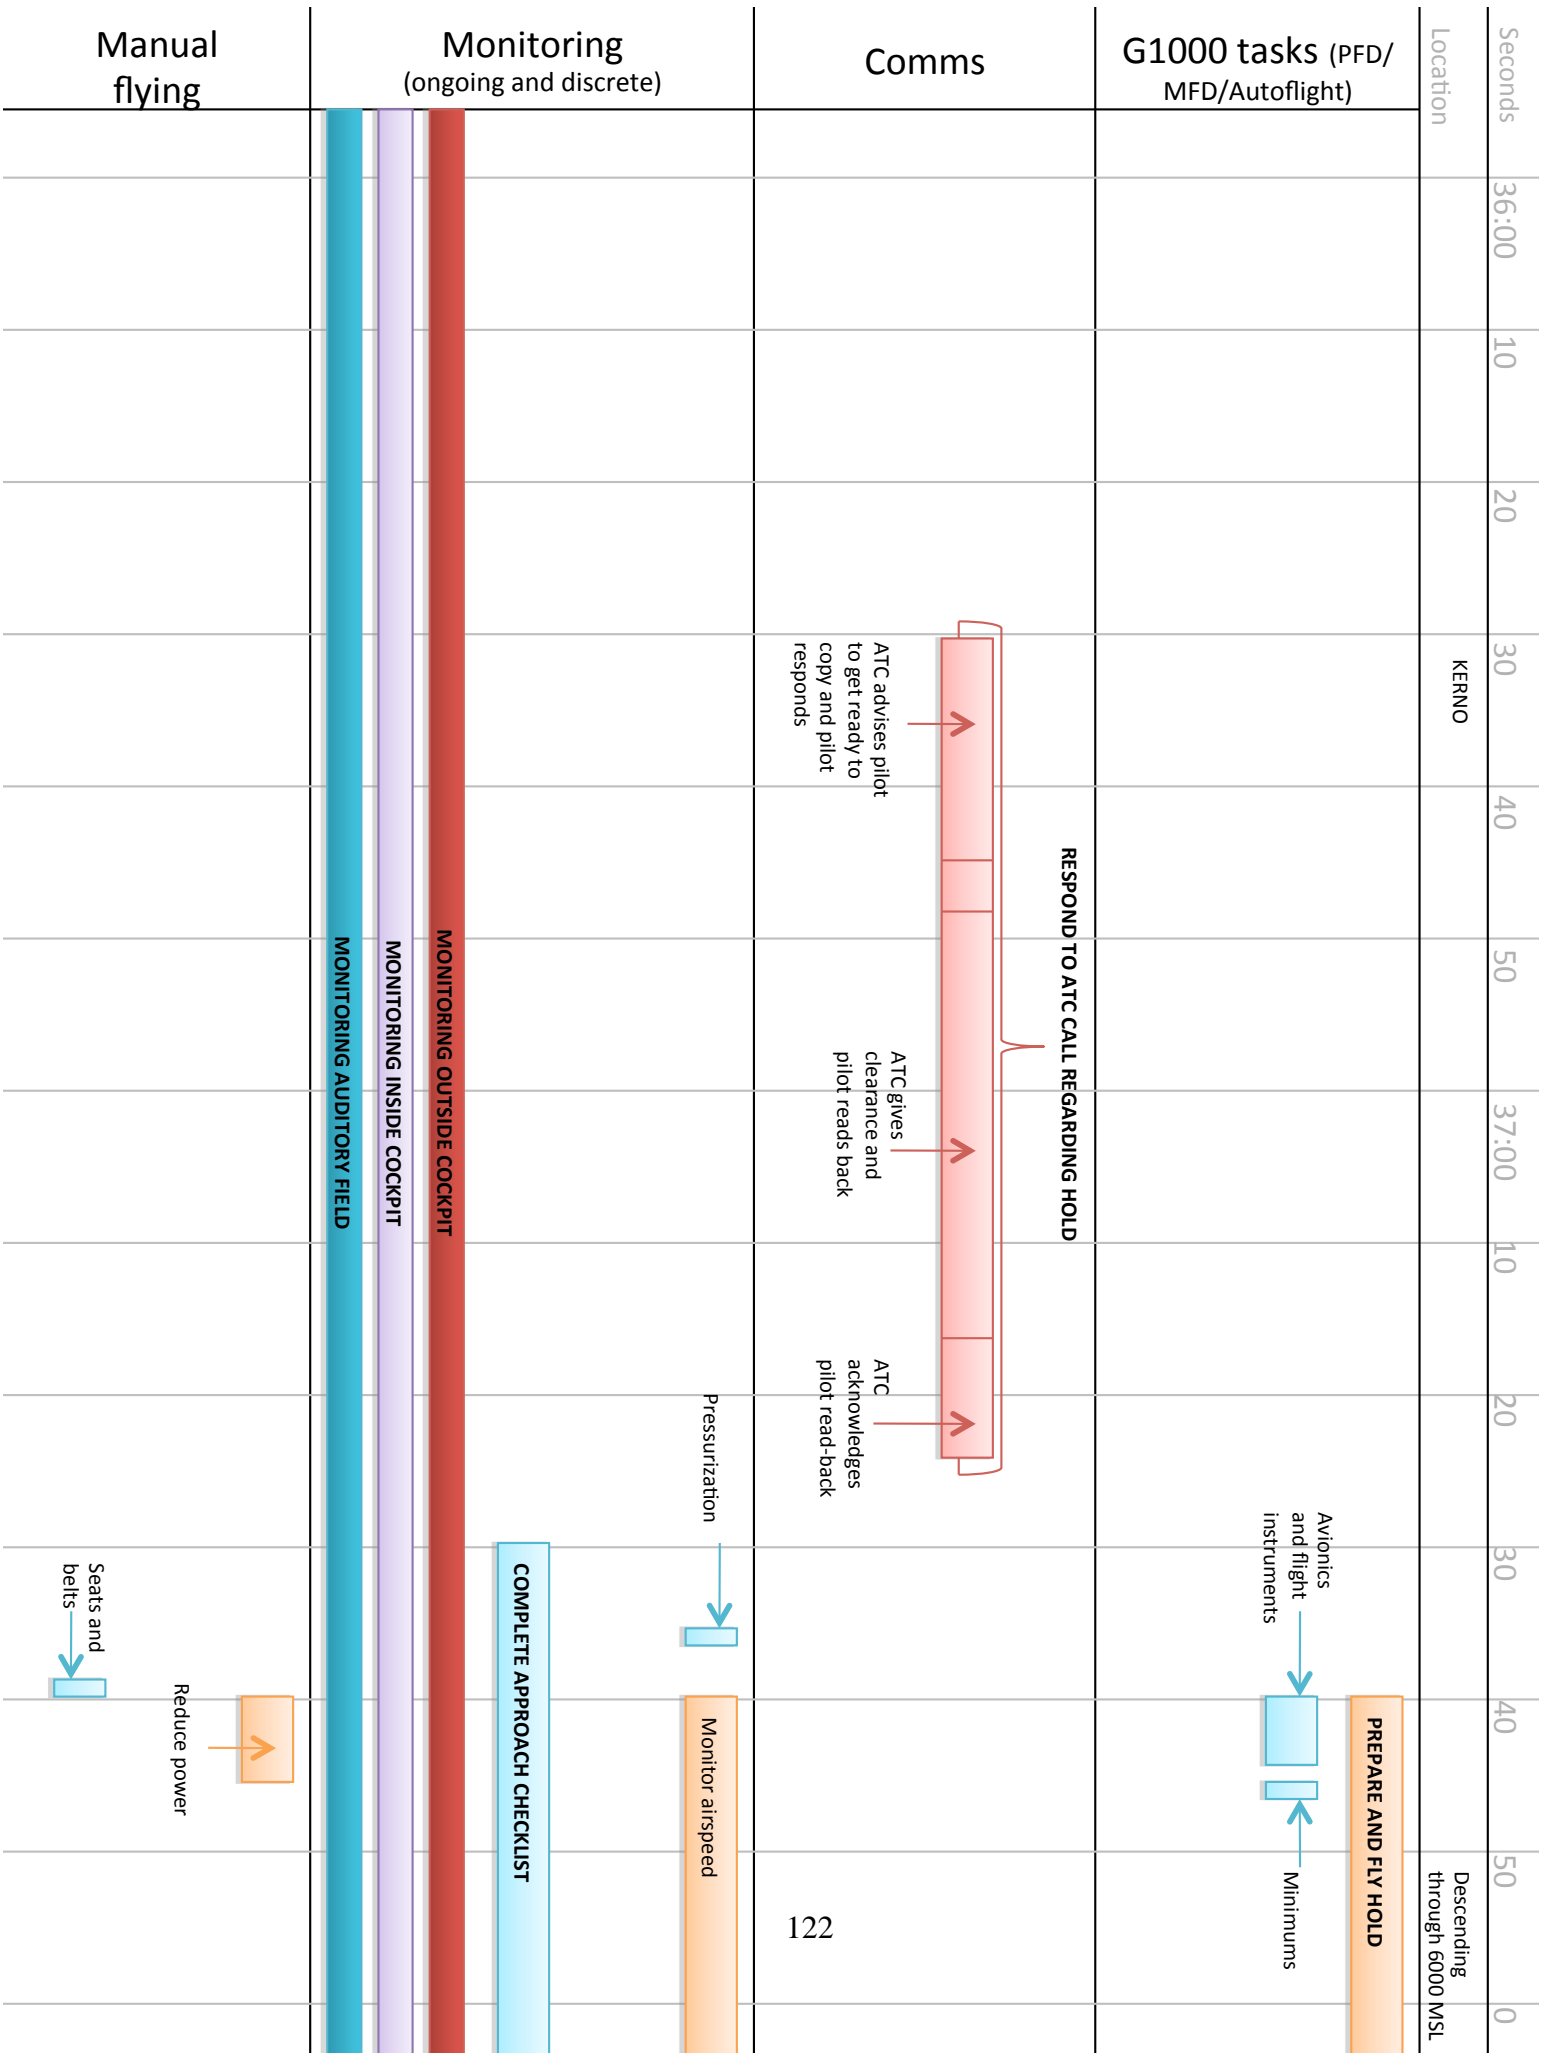 Seconds
36:00
10
20
30
40
50
37:00
10
20
30
40
50
0
Location
KERNO
Descending
through 6000 MSL
G1000 tasks (PFD/
MFD/Autoflight)
PREPARE AND FLY HOLD
Avionics
and flight
instruments
Minimums
Comms
RESPOND TO ATC CALL REGARDING HOLD
ATC advises pilot
to get ready to
copy and pilot
responds
ATC gives
clearance and
pilot reads back
ATC
acknowledges
pilot read-back
Monitoring
(ongoing and discrete)
Pressurization
Monitor airspeed
COMPLETE APPROACH CHECKLIST
MONITORING OUTSIDE COCKPIT
MONITORING INSIDE COCKPIT
MONITORING AUDITORY FIELD
Manual
flying
Reduce power
Seats and
belts
122